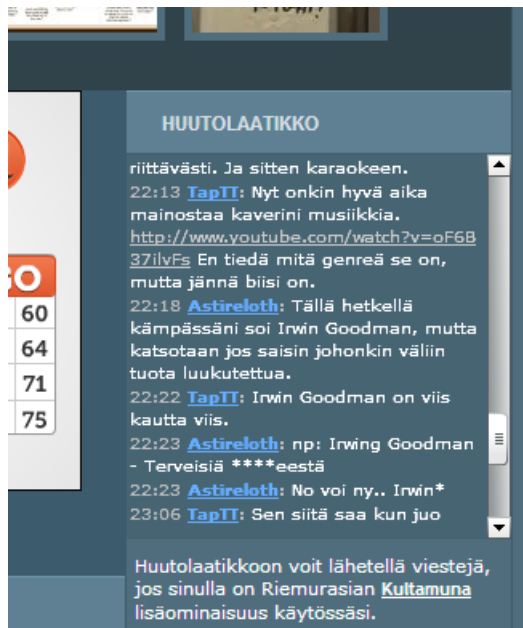 HUUTOLAATIKKO
riittävästi. Ja sitten karaokeen.
22:13 TapTT: Nyt onkin hyvä aika
mainostaa kaverini musiikkia.
http://www.youtube.com/watch?v=oF6B
37ilvFs En tiedä mitä genreä se on,
mutta jännä biisi on.
22:18 Astireloth: Tällä hetkellä
kämpässäni soi Irwin Goodman, mutta
katsotaan jos saisin johonkin väliin
tuota luukutettua.
22:22 TapTT: Irwin Goodman on viis
kautta viis.
22:23 Astireloth: np: Irwing Goodman
- Terveisiä ****eestä
22:23 Astireloth: No voi ny.. Irwin*
23:06 TapTT: Sen siitä saa kun juo
Huutolaatikkoon voit lähetellä viestejä,
jos sinulla on Riemurasian Kultamuna
lisäominaisuus käytössäsi.
GO
60
64
71
75